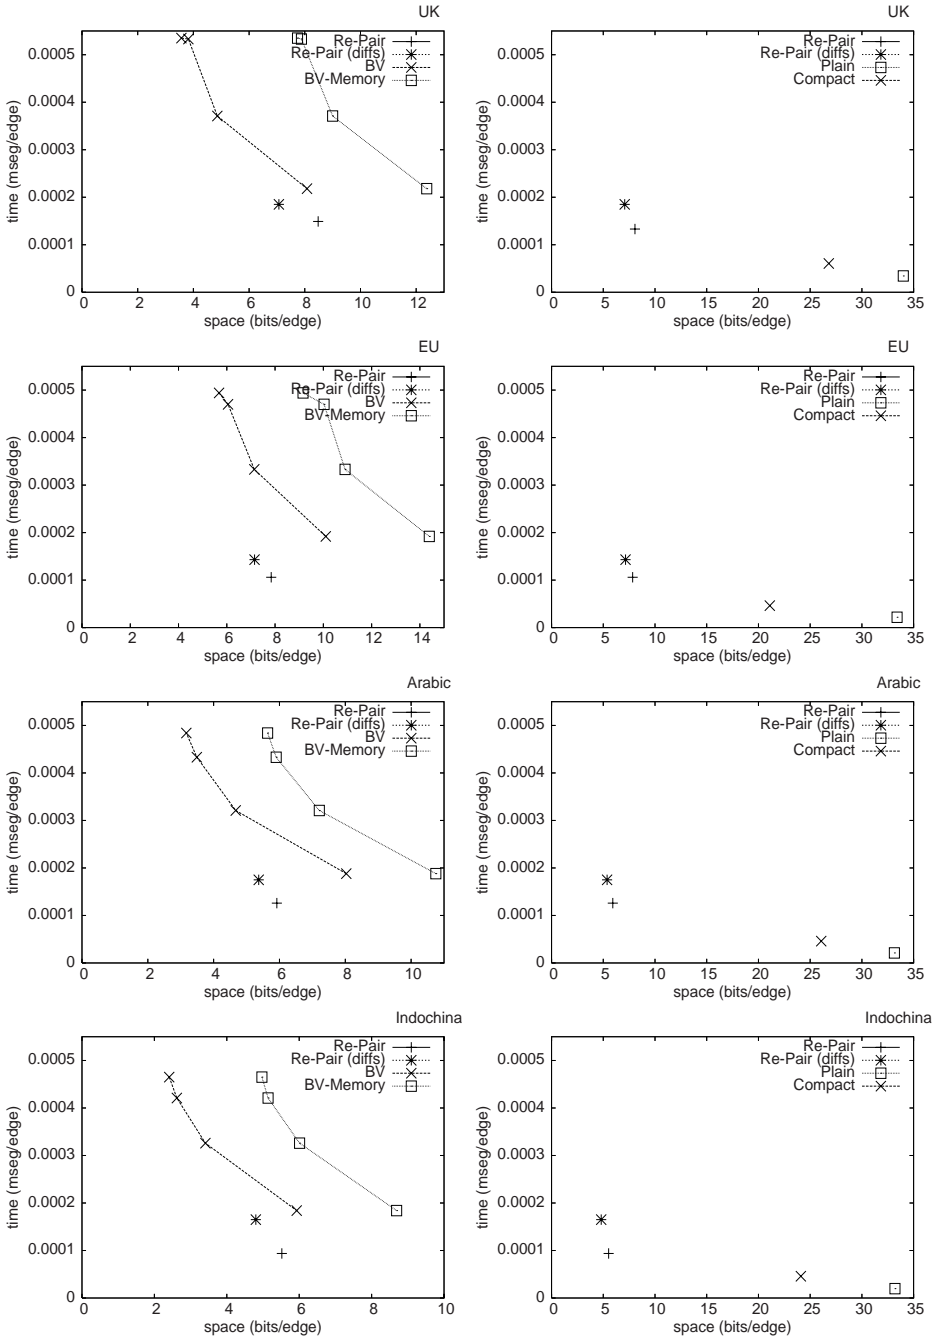 UK
Re-Pair
Re-Pair (diffs)
BV
BV-Memory
0.0005
0.0004
0.0003
0.0002
0.0001
0
time (mseg/edge)
0 2 4 6 8 10 12
space (bits/edge)
UK
Re-Pair
Re-Pair (diffs)
Plain
Compact
0.0005
0.0004
0.0003
0.0002
0.0001
0
time (mseg/edge)
0 5 10 15 20 25 30 35
space (bits/edge)
EU
Re-Pair
Re-Pair (diffs)
BV
BV-Memory
0.0005
0.0004
0.0003
0.0002
0.0001
0
time (mseg/edge)
0 2 4 6 8 10 12 14
space (bits/edge)
EU
Re-Pair
Re-Pair (diffs)
Plain
Compact
0.0005
0.0004
0.0003
0.0002
0.0001
0
time (mseg/edge)
0 5 10 15 20 25 30 35
space (bits/edge)
Arabic
Re-Pair
Re-Pair (diffs)
BV
BV-Memory
0.0005
0.0004
0.0003
0.0002
0.0001
0
time (mseg/edge)
0 2 4 6 8 10
space (bits/edge)
Arabic
Re-Pair
Re-Pair (diffs)
Plain
Compact
0.0005
0.0004
0.0003
0.0002
0.0001
0
time (mseg/edge)
0 5 10 15 20 25 30 35
space (bits/edge)
Indochina
Re-Pair
Re-Pair (diffs)
BV
BV-Memory
0.0005
0.0004
0.0003
0.0002
0.0001
0
time (mseg/edge)
0 2 4 6 8 10
space (bits/edge)
Indochina
Re-Pair
Re-Pair (diffs)
Plain
Compact
0.0005
0.0004
0.0003
0.0002
0.0001
0
time (mseg/edge)
0 5 10 15 20 25 30 35
space (bits/edge)